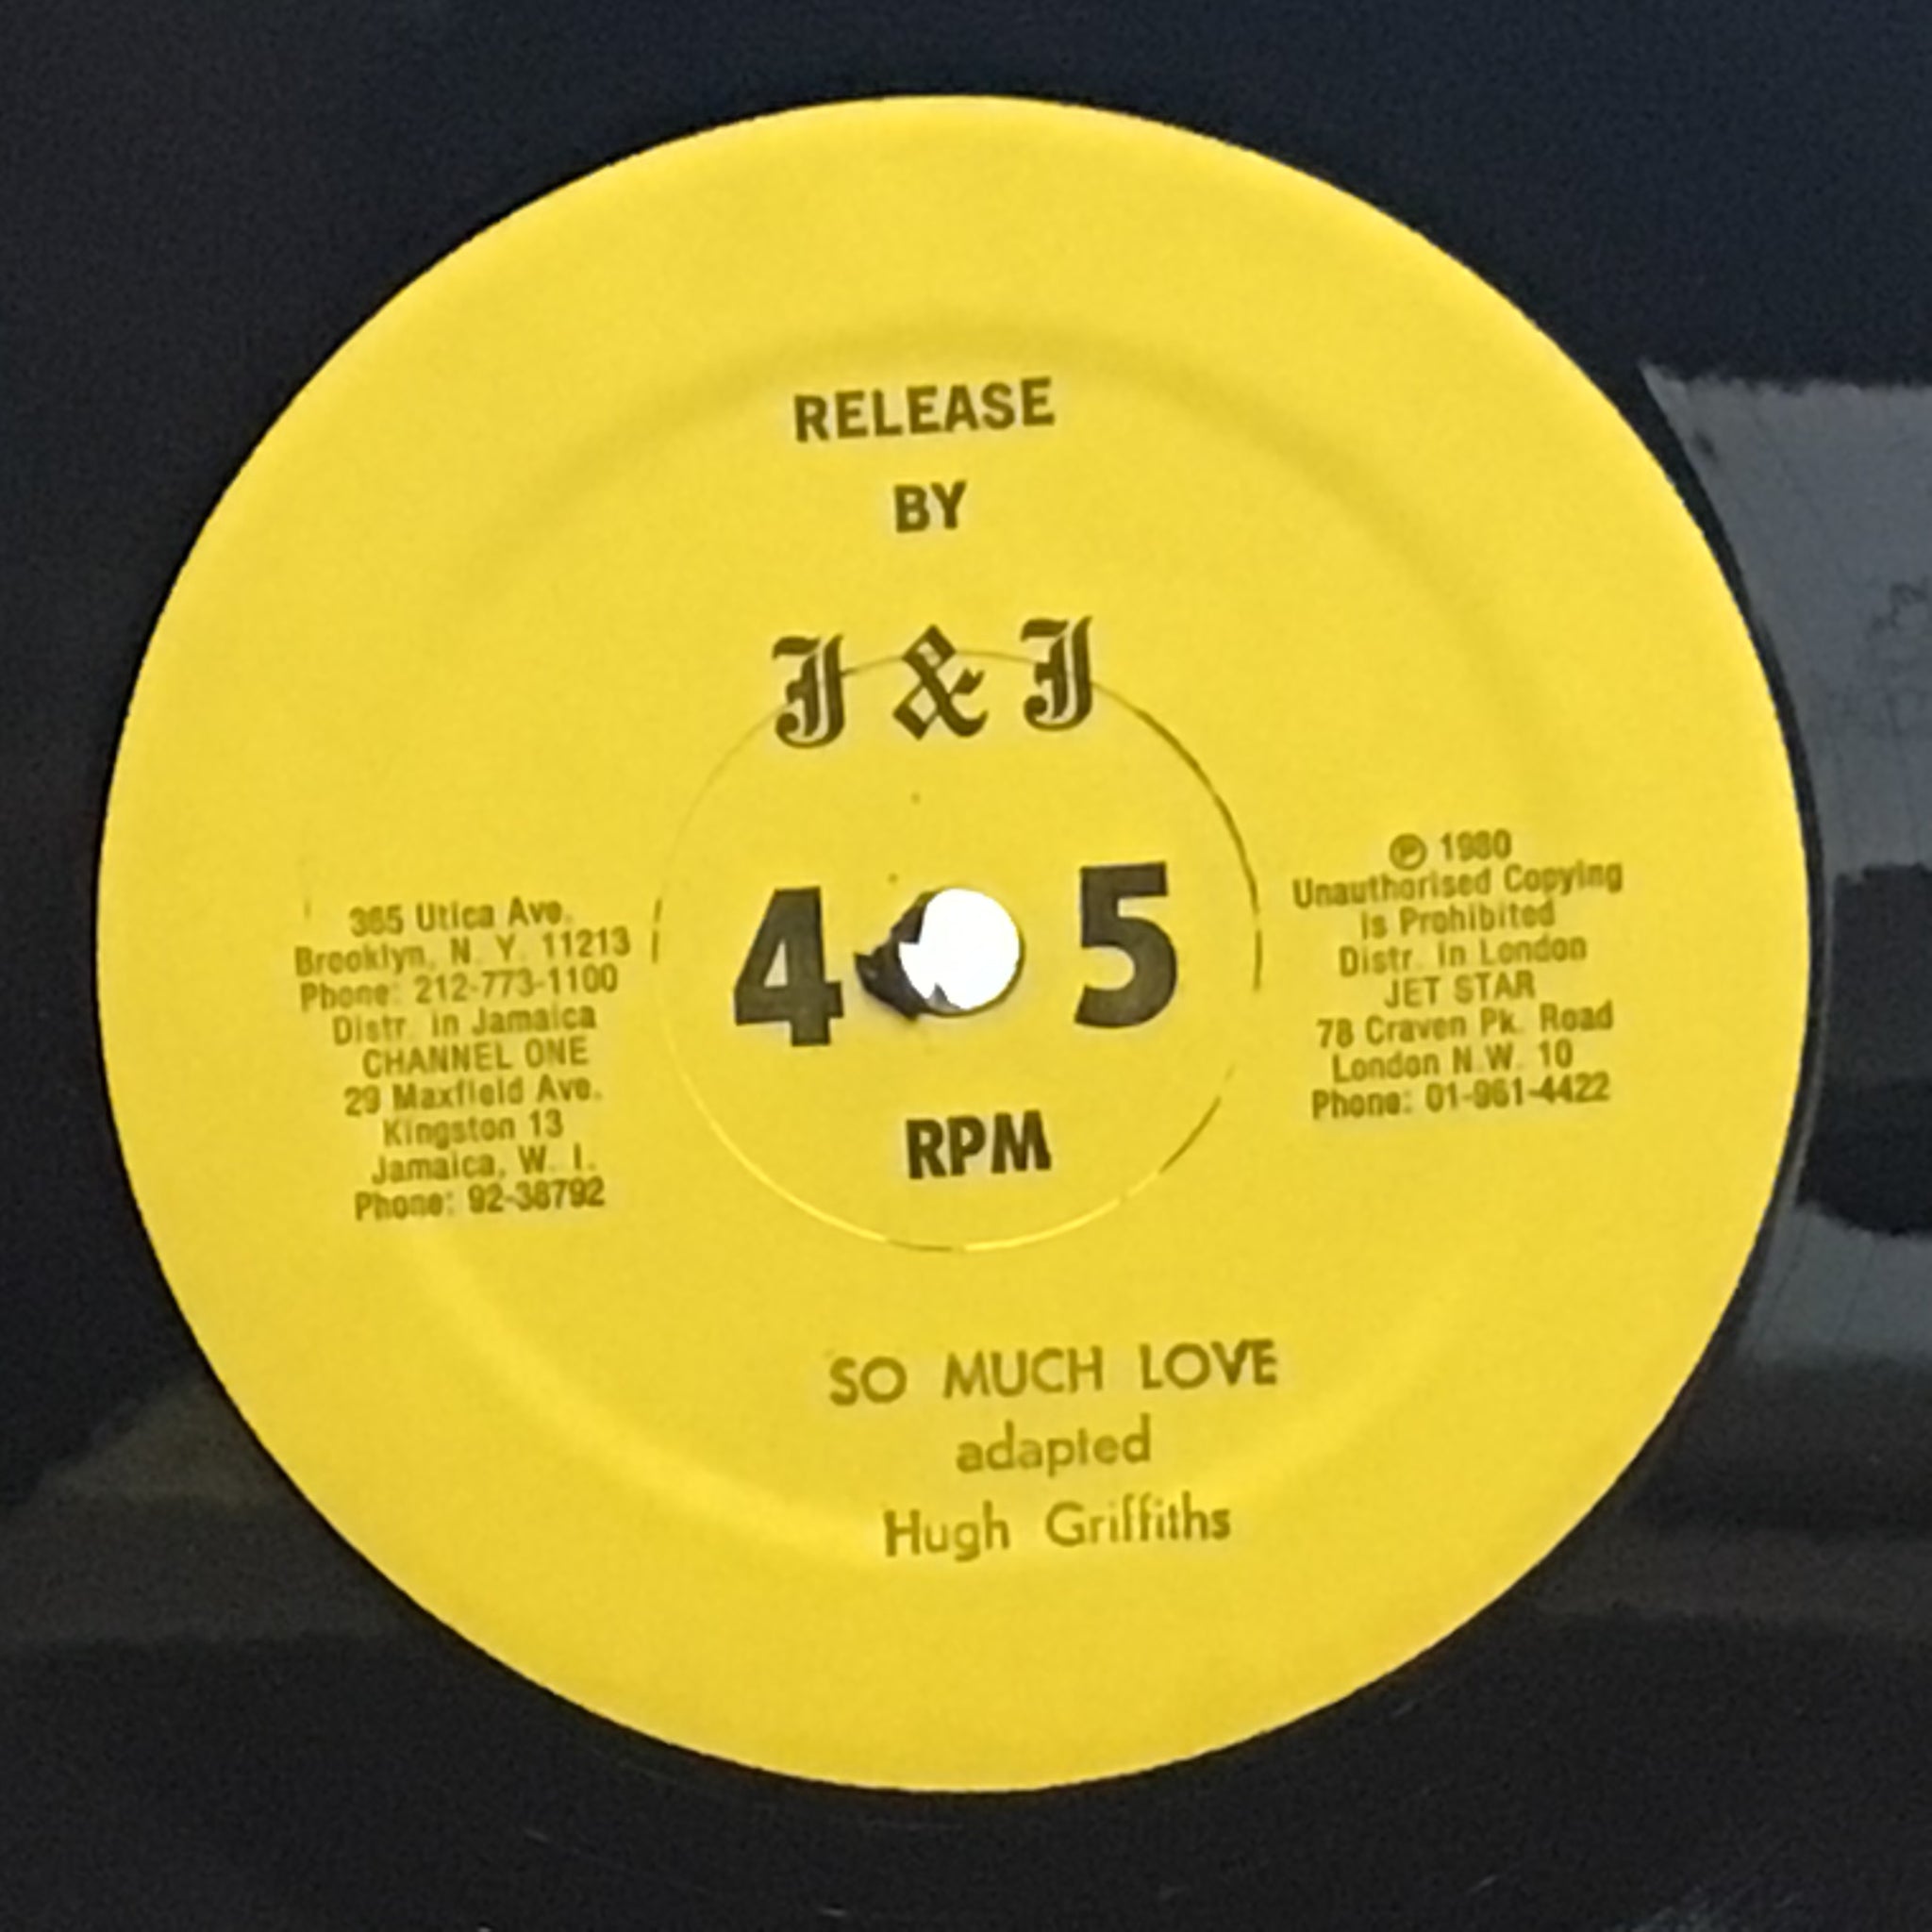 RELEASE
BY
J & J
365 Utica Ave.
Brooklyn, N. Y. 11213
Phone: 212-773-1100
Distr. in Jamaica
CHANNEL ONE
29 Maxfield Ave.
Kingston 13
Jamaica, W. I.
Phone: 92-38792
4 5
RPM
℗ 1980
Unauthorised Copying
is Prohibited
Distr. in London
JET STAR
78 Craven Pk. Road
London N.W. 10
Phone: 01-961-4422
SO MUCH LOVE
adapted
Hugh Griffiths